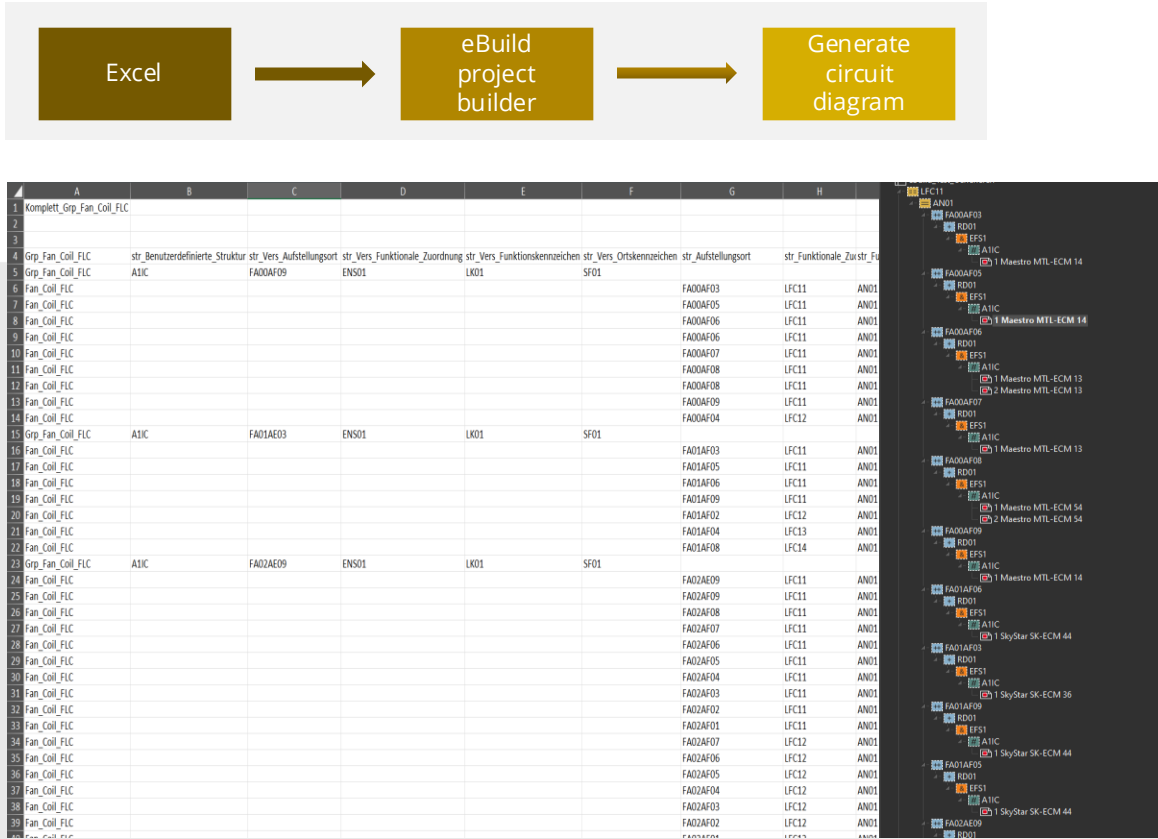 Excel
eBuild
project
builder
Generate
circuit
diagram
A B C D E F G H
1 Komplett_Grp_Fan_Coil_FLC
2
3
4 Grp_Fan_Coil_FLC str_Benutzerdefinierte_Struktur str_Vers_Aufstellungsort str_Vers_Funktionale_Zuordnung str_Vers_Funktionskennzeichen str_Vers_Ortskennzeichen str_Aufstellungsort str_Funktionale_Zu str_Fu
5 Grp_Fan_Coil_FLC A1IC FA00AF09 ENS01 LK01 SF01
6 Fan_Coil_FLC FA00AF03 LFC11 AN01
7 Fan_Coil_FLC FA00AF05 LFC11 AN01
8 Fan_Coil_FLC FA00AF06 LFC11 AN01
9 Fan_Coil_FLC FA00AF06 LFC11 AN01
10 Fan_Coil_FLC FA00AF07 LFC11 AN01
11 Fan_Coil_FLC FA00AF08 LFC11 AN01
12 Fan_Coil_FLC FA00AF08 LFC11 AN01
13 Fan_Coil_FLC FA00AF09 LFC11 AN01
14 Fan_Coil_FLC FA00AF04 LFC12 AN01
15 Grp_Fan_Coil_FLC A1IC FA01AE03 ENS01 LK01 SF01
16 Fan_Coil_FLC FA01AF03 LFC11 AN01
17 Fan_Coil_FLC FA01AF05 LFC11 AN01
18 Fan_Coil_FLC FA01AF06 LFC11 AN01
19 Fan_Coil_FLC FA01AF09 LFC11 AN01
20 Fan_Coil_FLC FA01AF02 LFC12 AN01
21 Fan_Coil_FLC FA01AF04 LFC13 AN01
22 Fan_Coil_FLC FA01AF08 LFC14 AN01
23 Grp_Fan_Coil_FLC A1IC FA02AE09 ENS01 LK01 SF01
24 Fan_Coil_FLC FA02AE09 LFC11 AN01
25 Fan_Coil_FLC FA02AF09 LFC11 AN01
26 Fan_Coil_FLC FA02AF08 LFC11 AN01
27 Fan_Coil_FLC FA02AF07 LFC11 AN01
28 Fan_Coil_FLC FA02AF06 LFC11 AN01
29 Fan_Coil_FLC FA02AF05 LFC11 AN01
30 Fan_Coil_FLC FA02AF04 LFC11 AN01
31 Fan_Coil_FLC FA02AF03 LFC11 AN01
32 Fan_Coil_FLC FA02AF02 LFC11 AN01
33 Fan_Coil_FLC FA02AF01 LFC11 AN01
34 Fan_Coil_FLC FA02AF07 LFC12 AN01
35 Fan_Coil_FLC FA02AF06 LFC12 AN01
36 Fan_Coil_FLC FA02AF05 LFC12 AN01
37 Fan_Coil_FLC FA02AF04 LFC12 AN01
38 Fan_Coil_FLC FA02AF03 LFC12 AN01
39 Fan_Coil_FLC FA02AF02 LFC12 AN01
LFC11
AN01
FA00AF03
RD01
EFS1
A1IC
1 Maestro MTL-ECM 14
FA00AF05
RD01
EFS1
A1IC
1 Maestro MTL-ECM 14
FA00AF06
RD01
EFS1
A1IC
1 Maestro MTL-ECM 13
2 Maestro MTL-ECM 13
FA00AF07
RD01
EFS1
A1IC
1 Maestro MTL-ECM 13
FA00AF08
RD01
EFS1
A1IC
1 Maestro MTL-ECM 54
2 Maestro MTL-ECM 54
FA00AF09
RD01
EFS1
A1IC
1 Maestro MTL-ECM 14
FA01AF06
RD01
EFS1
A1IC
1 SkyStar SK-ECM 44
FA01AF03
RD01
EFS1
A1IC
1 SkyStar SK-ECM 36
FA01AF09
RD01
EFS1
A1IC
1 SkyStar SK-ECM 44
FA01AF05
RD01
EFS1
A1IC
1 SkyStar SK-ECM 44
FA02AE09
RD01